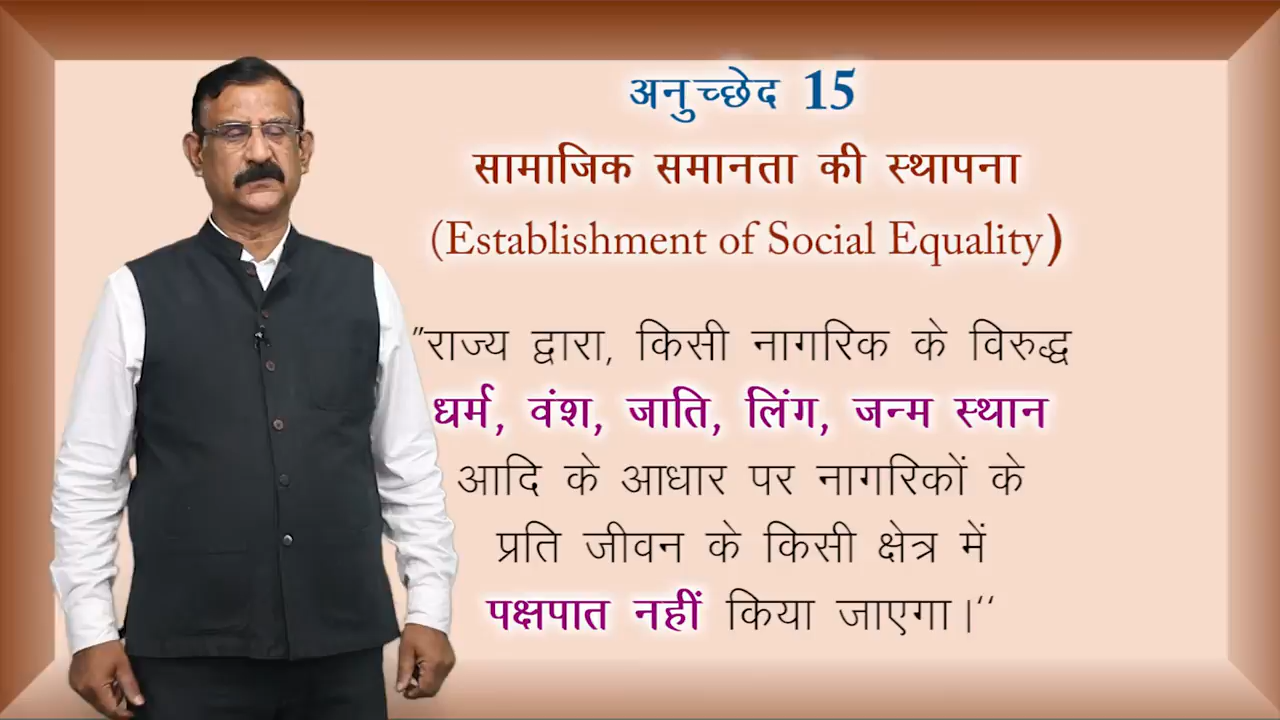 अनुच्छेद 15
सामाजिक समानता की स्थापना
(Establishment of Social Equality)
"राज्य द्वारा, किसी नागरिक के विरुद्ध
धर्म, वंश, जाति, लिंग, जन्म स्थान
आदि के आधार पर नागरिकों के
प्रति जीवन के किसी क्षेत्र में
पक्षपात नहीं किया जाएगा।‘‘